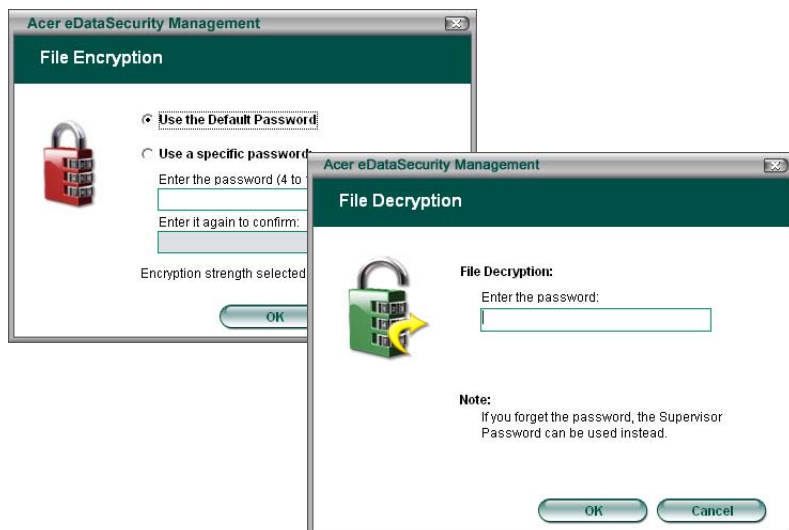 Acer eDataSecurity Management
File Encryption
Use the Default Password
Use a specific password:
Enter the password (4 to
Enter it again to confirm:
Encryption strength selected
OK
Acer eDataSecurity Management
File Decryption
File Decryption:
Enter the password:
Note:
If you forget the password, the Supervisor
Password can be used instead.
OK
Cancel